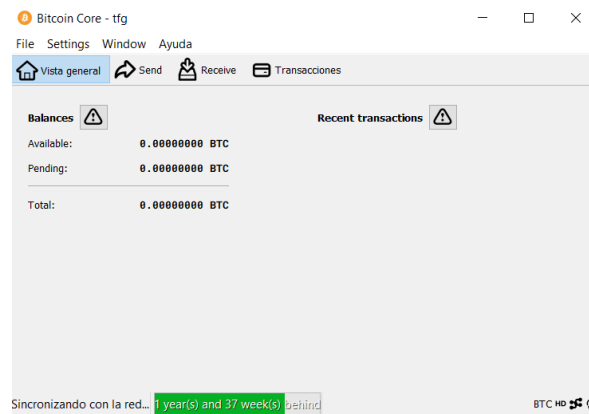 Bitcoin Core - tfg
File Settings Window Ayuda
Vista general Send Receive Transacciones
Balances Recent transactions
Available: 0.00000000 BTC
Pending: 0.00000000 BTC
Total: 0.00000000 BTC
Sincronizando con la red... 1 year(s) and 37 week(s) behind BTC HD